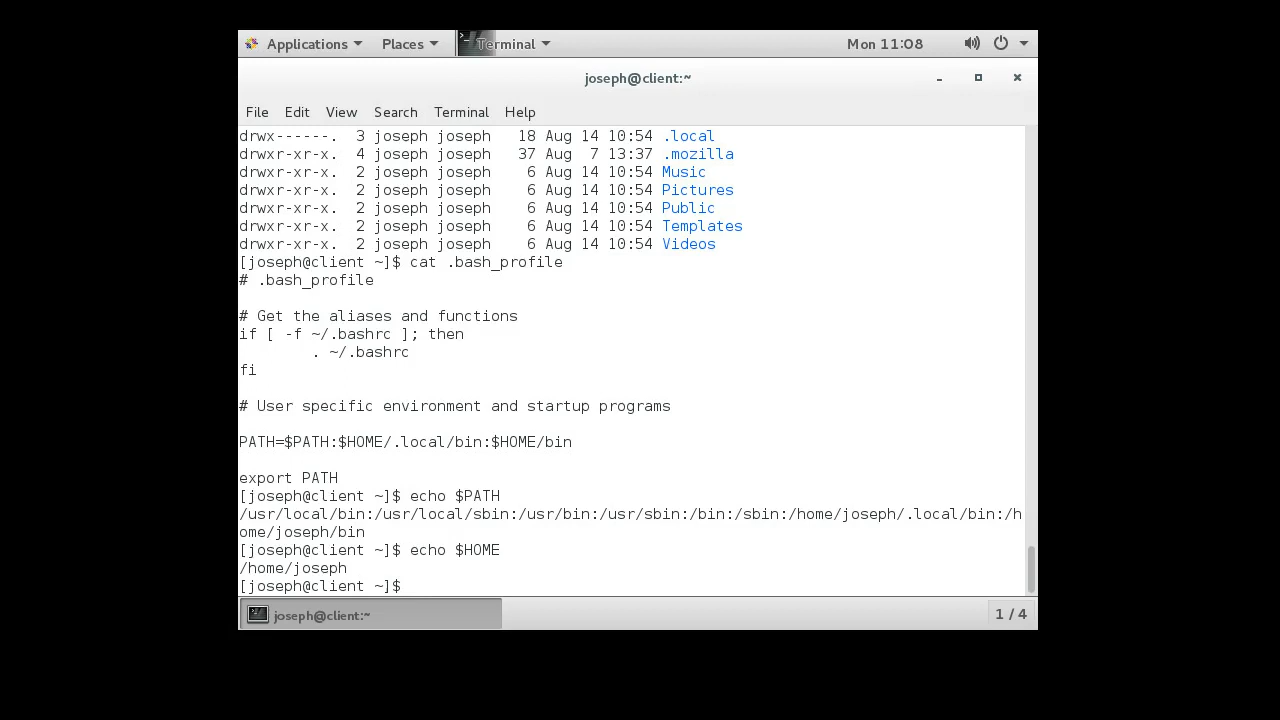 Applications Places Terminal Mon 11:08
joseph@client:~
File Edit View Search Terminal Help
drwx------.  3 joseph joseph   18 Aug 14 10:54 .local
drwxr-xr-x.  4 joseph joseph   37 Aug  7 13:37 .mozilla
drwxr-xr-x.  2 joseph joseph    6 Aug 14 10:54 Music
drwxr-xr-x.  2 joseph joseph    6 Aug 14 10:54 Pictures
drwxr-xr-x.  2 joseph joseph    6 Aug 14 10:54 Public
drwxr-xr-x.  2 joseph joseph    6 Aug 14 10:54 Templates
drwxr-xr-x.  2 joseph joseph    6 Aug 14 10:54 Videos
[joseph@client ~]$ cat .bash_profile
# .bash_profile
# Get the aliases and functions
if [ -f ~/.bashrc ]; then
        . ~/.bashrc
fi
# User specific environment and startup programs
PATH=$PATH:$HOME/.local/bin:$HOME/bin
export PATH
[joseph@client ~]$ echo $PATH
/usr/local/bin:/usr/local/sbin:/usr/bin:/usr/sbin:/bin:/sbin:/home/joseph/.local/bin:/h
ome/joseph/bin
[joseph@client ~]$ echo $HOME
/home/joseph
[joseph@client ~]$
joseph@client:~ 1 / 4